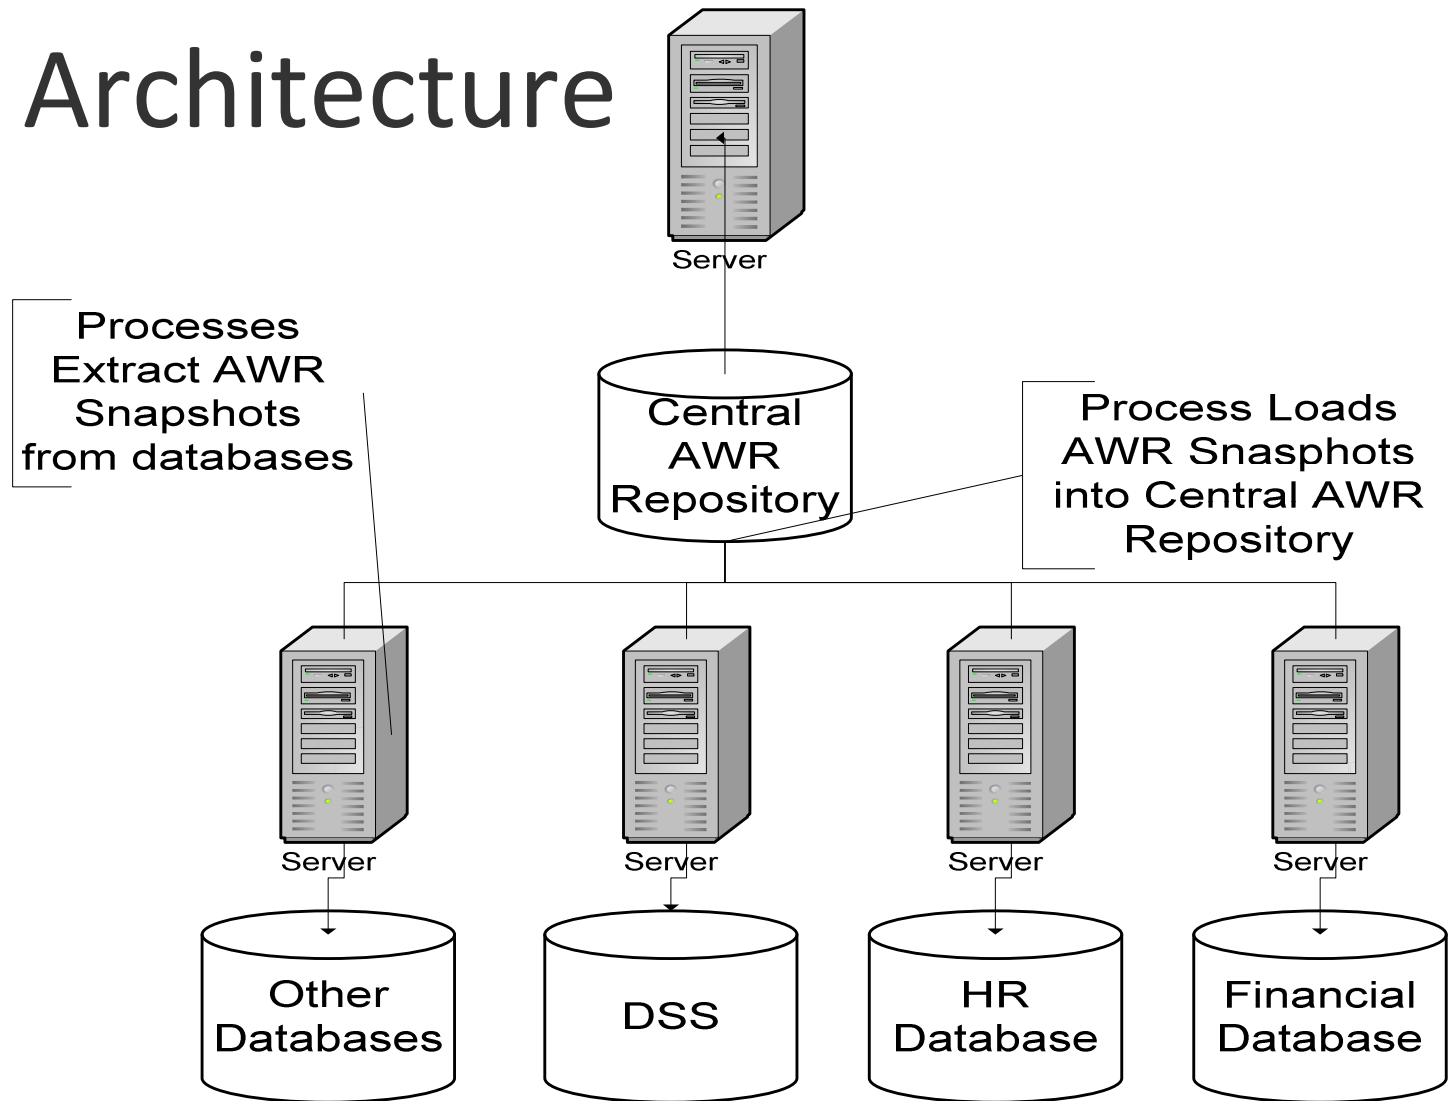 Architecture
Server
Processes
Extract AWR
Snapshots
from databases
Central
AWR
Repository
Process Loads
AWR Snasphots
into Central AWR
Repository
Server
Server
Server
Server
Other
Databases
DSS
HR
Database
Financial
Database